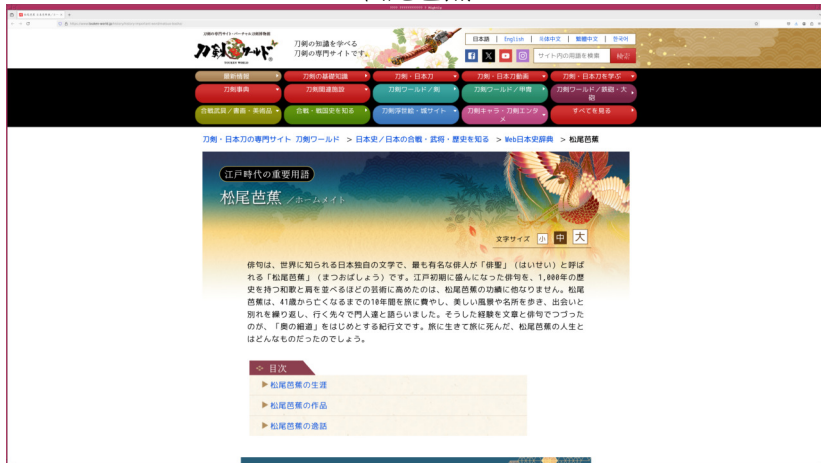 刀剣の専門サイト・バーチャル刀剣博物館
刀剣ワールド
刀剣の知識を学べる
刀剣の専門サイトです。
日本語 | English | 简体中文 | 繁體中文 | 한국어
サイト内の用語を検索 検索
最新情報 刀剣の基礎知識 刀剣・日本刀 刀剣・日本刀動画 刀剣・日本刀を学ぶ
刀剣事典 刀剣関連施設 刀剣ワールド/剣 刀剣ワールド/甲冑 刀剣ワールド/鉄砲・大砲
合戦武具/書画・美術品 合戦・戦国史を知る 刀剣浮世絵・城サイト 刀剣キャラ・刀剣エンタメ すべてを見る
刀剣・日本刀の専門サイト 刀剣ワールド > 日本史/日本の合戦・武将・歴史を知る > Web日本史辞典 > 松尾芭蕉
江戸時代の重要用語
松尾芭蕉 /ホームメイト
文字サイズ 小 中 大
俳句は、世界に知られる日本独自の文学で、最も有名な俳人が「俳聖」(はいせい)と呼ば
れる「松尾芭蕉」(まつおばしょう)です。江戸初期に盛んになった俳句を、1,000年の歴
史を持つ和歌と肩を並べるほどの芸術に高めたのは、松尾芭蕉の功績に他なりません。松尾
芭蕉は、41歳から亡くなるまでの10年間を旅に費やし、美しい風景や名所を歩き、出会いと
別れを繰り返し、行く先々で門人達と語らいました。そうした経験を文章と俳句でつづった
のが、「奥の細道」をはじめとする紀行文です。旅に生きて旅に死んだ、松尾芭蕉の人生と
はどんなものだったのでしょう。
目次
松尾芭蕉の生涯
松尾芭蕉の作品
松尾芭蕉の逸話